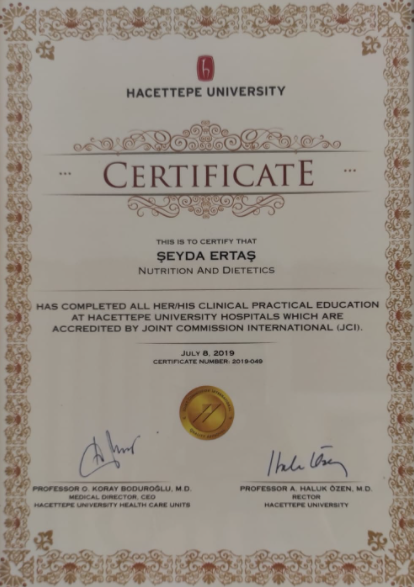 HACETTEPE UNIVERSITY
CERTIFICATE
THIS IS TO CERTIFY THAT
ŞEYDA ERTAŞ
NUTRITION AND DIETETICS
HAS COMPLETED ALL HER/HIS CLINICAL PRACTICAL EDUCATION
AT HACETTEPE UNIVERSITY HOSPITALS WHICH ARE
ACCREDITED BY JOINT COMMISSION INTERNATIONAL (JCI).
JULY 8, 2019
CERTIFICATE NUMBER: 2019-049
PROFESSOR O. KORAY BODUROĞLU, M.D.
MEDICAL DIRECTOR, CEO
HACETTEPE UNIVERSITY HEALTH CARE UNITS
PROFESSOR A. HALUK ÖZEN, M.D.
RECTOR
HACETTEPE UNIVERSITY